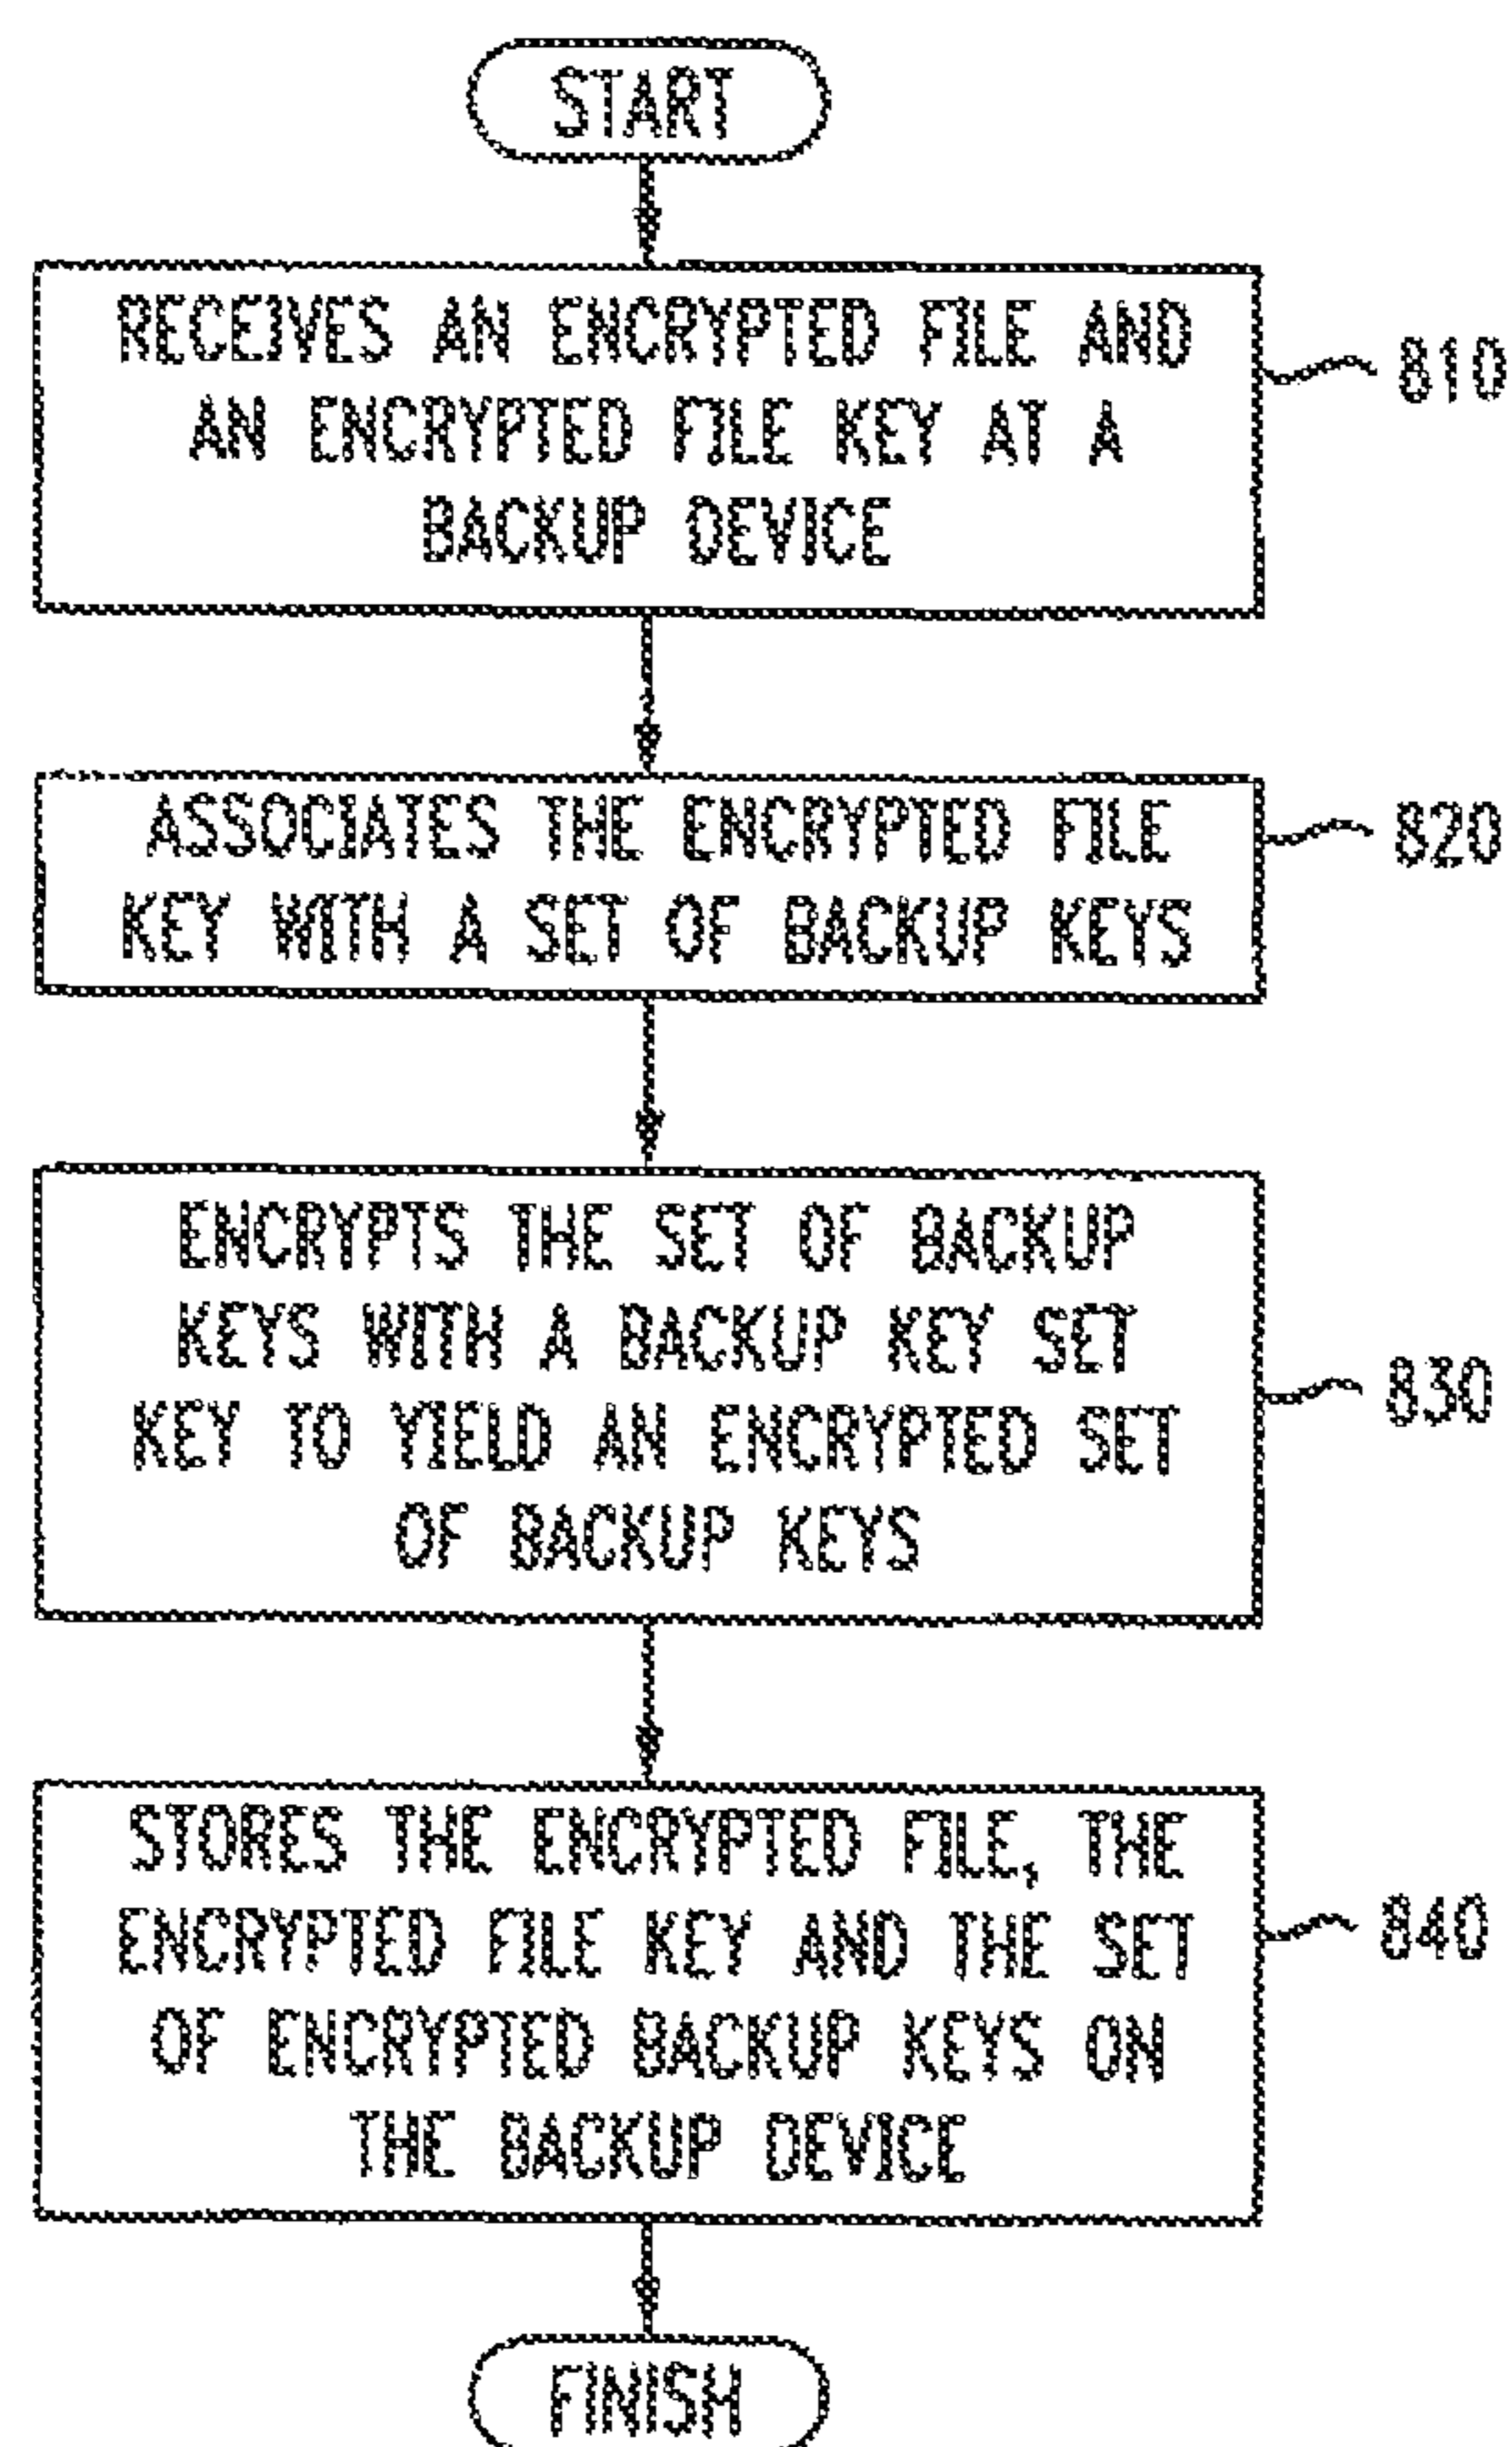 START
RECEIVES AN ENCRYPTED FILE AND
AN ENCRYPTED FILE KEY AT A
BACKUP DEVICE
810
ASSOCIATES THE ENCRYPTED FILE
KEY WITH A SET OF BACKUP KEYS
820
ENCRYPTS THE SET OF BACKUP
KEYS WITH A BACKUP KEY SET
KEY TO YIELD AN ENCRYPTED SET
OF BACKUP KEYS
830
STORES THE ENCRYPTED FILE, THE
ENCRYPTED FILE KEY AND THE SET
OF ENCRYPTED BACKUP KEYS ON
THE BACKUP DEVICE
840
FINISH